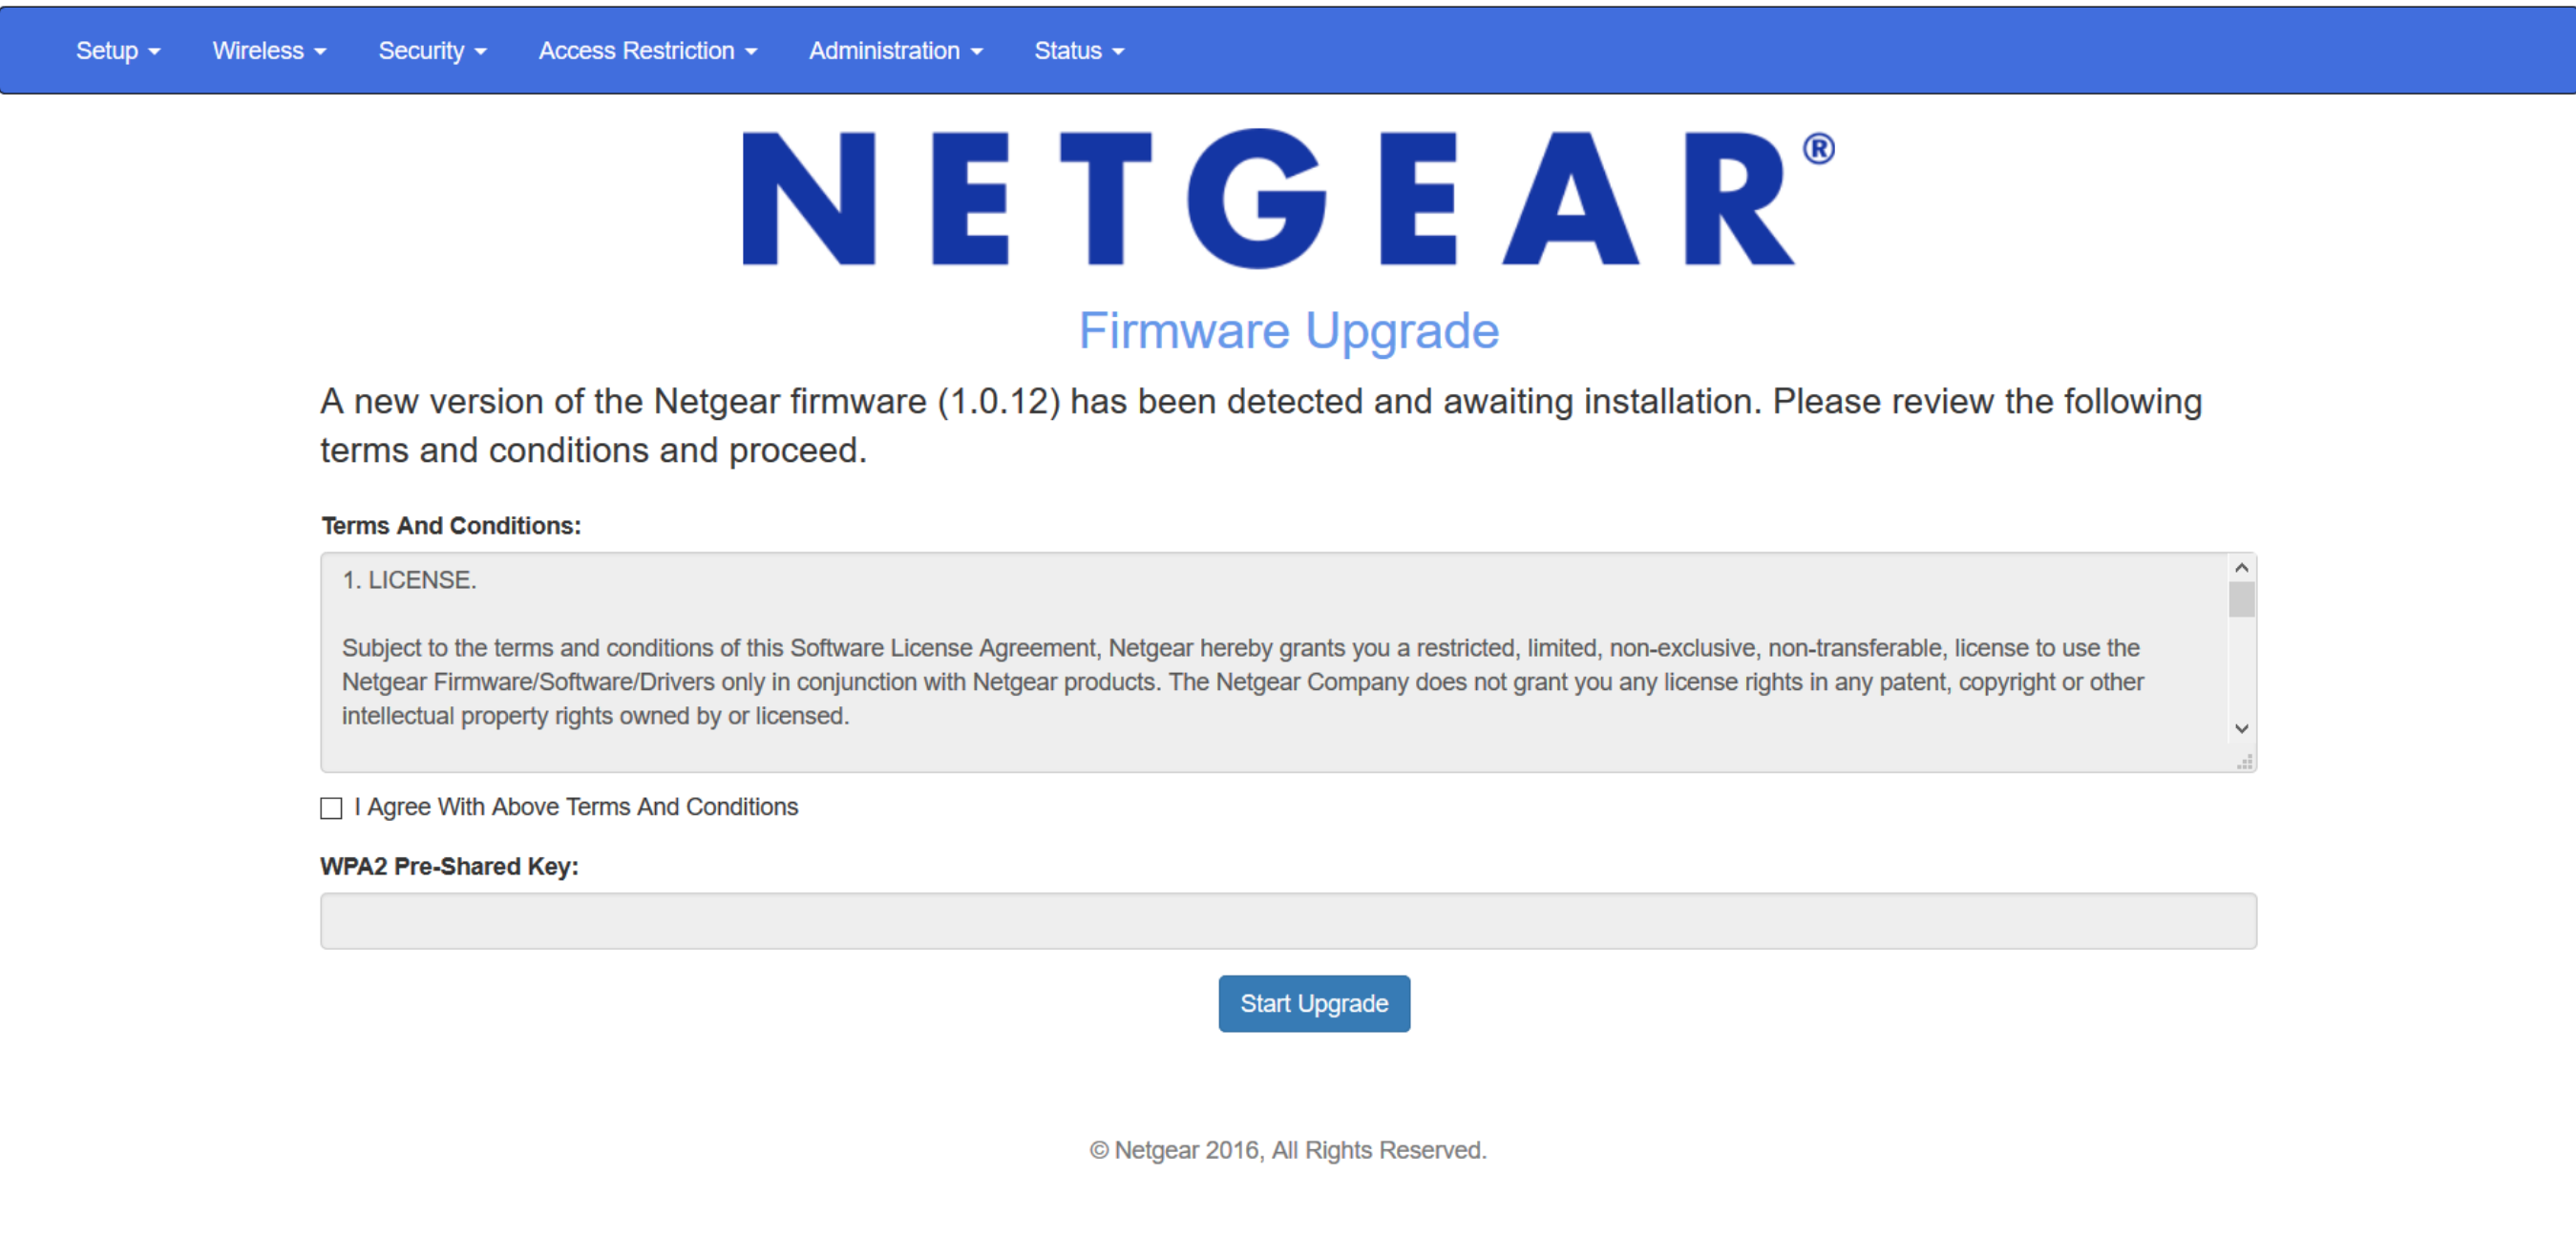 Setup Wireless Security Access Restriction Administration Status
NETGEAR®
Firmware Upgrade
A new version of the Netgear firmware (1.0.12) has been detected and awaiting installation. Please review the following
terms and conditions and proceed.
Terms And Conditions:
1. LICENSE.
Subject to the terms and conditions of this Software License Agreement, Netgear hereby grants you a restricted, limited, non-exclusive, non-transferable, license to use the
Netgear Firmware/Software/Drivers only in conjunction with Netgear products. The Netgear Company does not grant you any license rights in any patent, copyright or other
intellectual property rights owned by or licensed.
I Agree With Above Terms And Conditions
WPA2 Pre-Shared Key:
Start Upgrade
© Netgear 2016, All Rights Reserved.